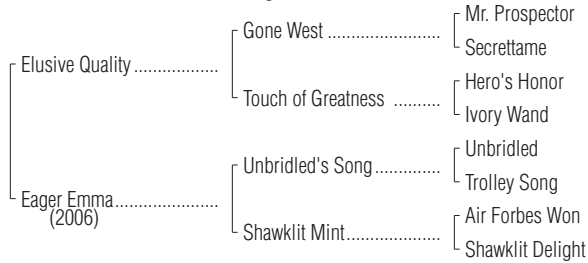 Mr. Prospector
Gone West .......................
Secrettame
Elusive Quality .................
Hero's Honor
Touch of Greatness ..........
Ivory Wand
Unbridled
Unbridled's Song..............
Trolley Song
Eager Emma.....................
(2006)
Air Forbes Won
Shawklit Mint...................
Shawklit Delight